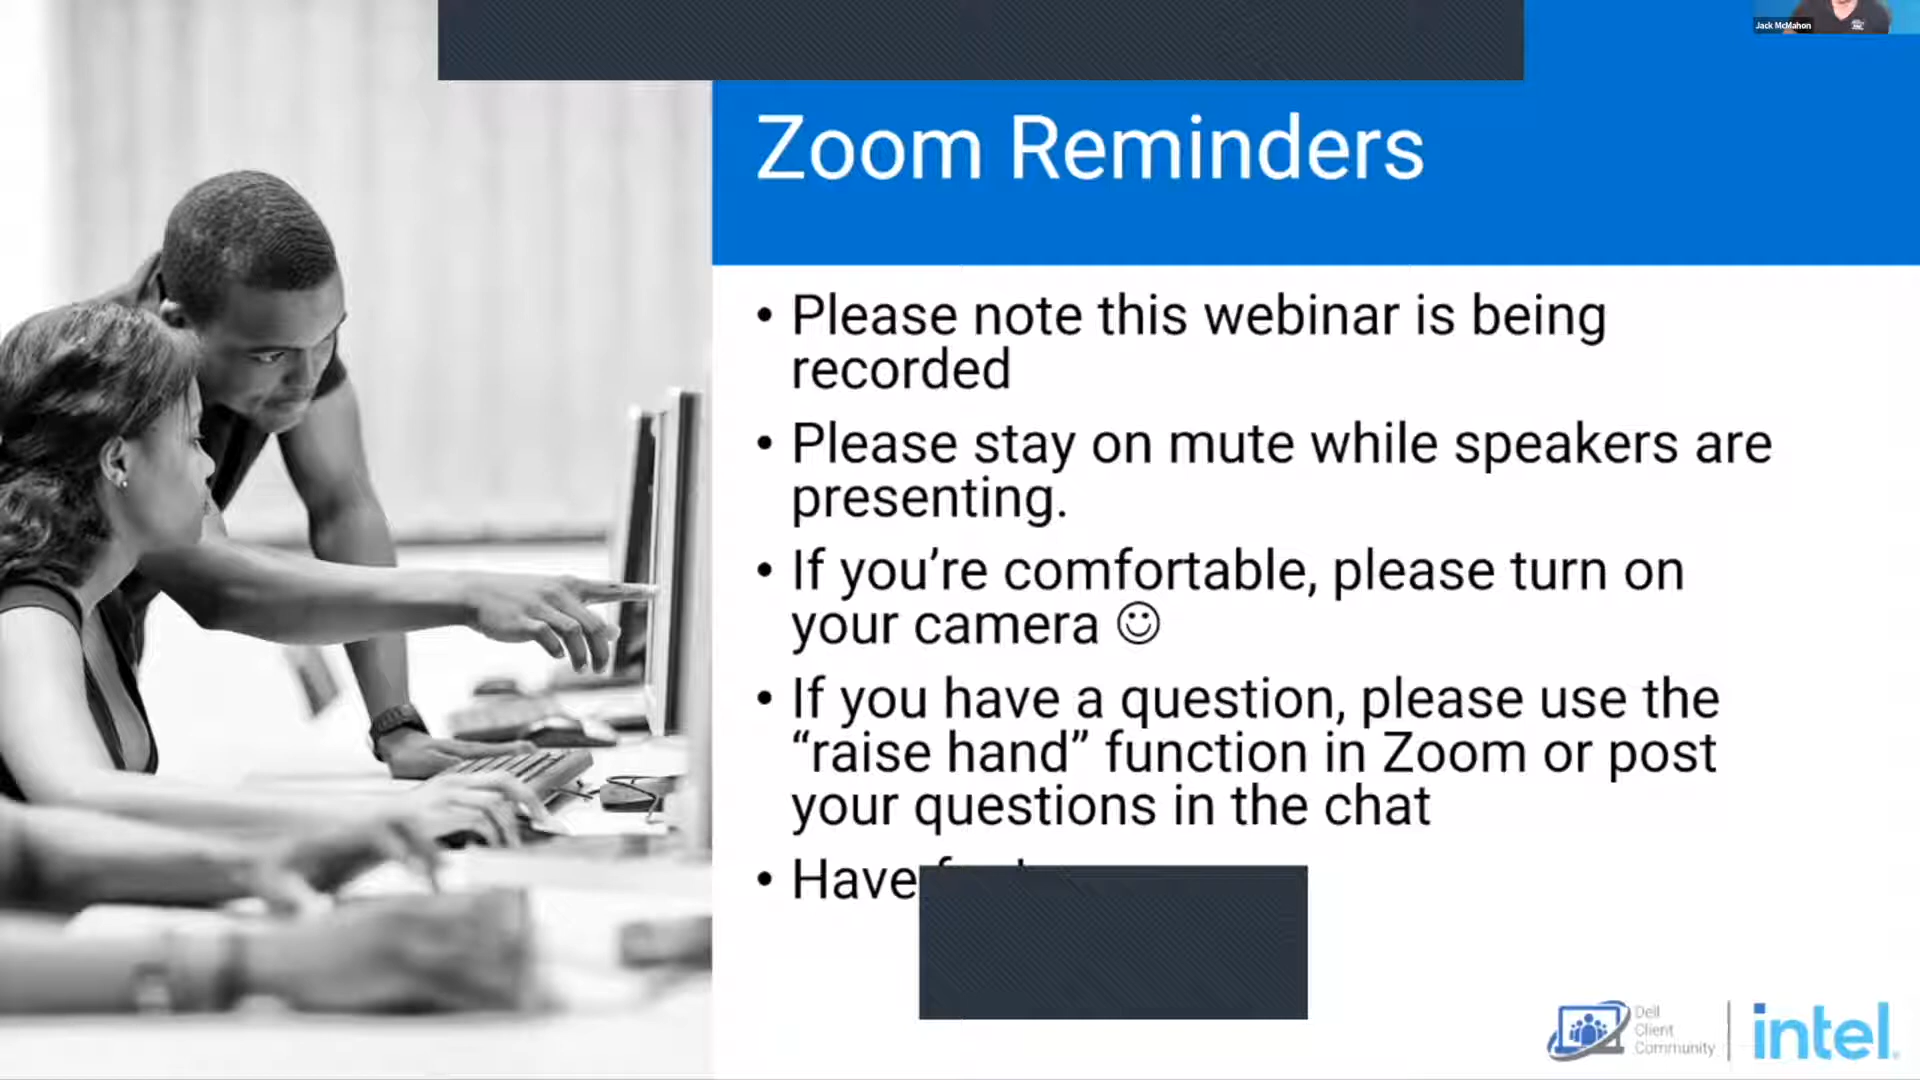 Jack McMahon
Zoom Reminders
• Please note this webinar is being
recorded
• Please stay on mute while speakers are
presenting.
• If you’re comfortable, please turn on
your camera ☺
• If you have a question, please use the
“raise hand” function in Zoom or post
your questions in the chat
• Have
Dell
Client
Community
intel.